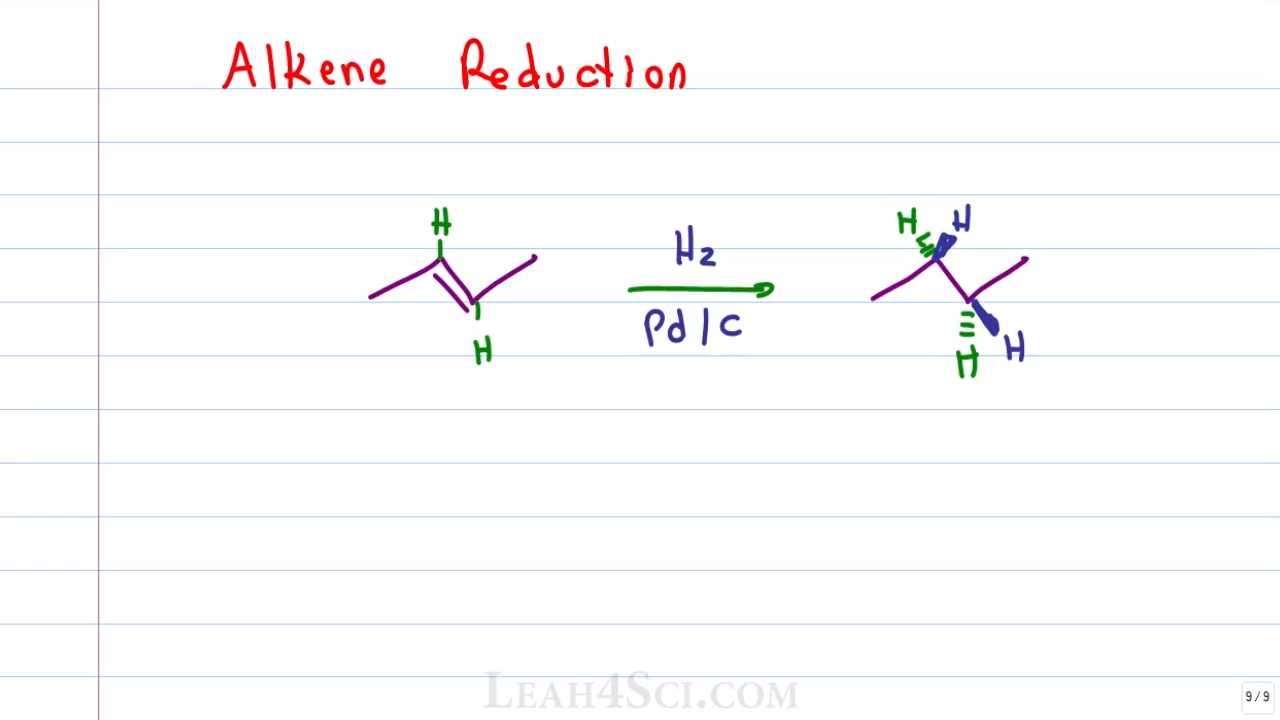 Alkene Reduction
H H2 H H
Pd/C
H H H
LEAH4SCI.COM
9/9